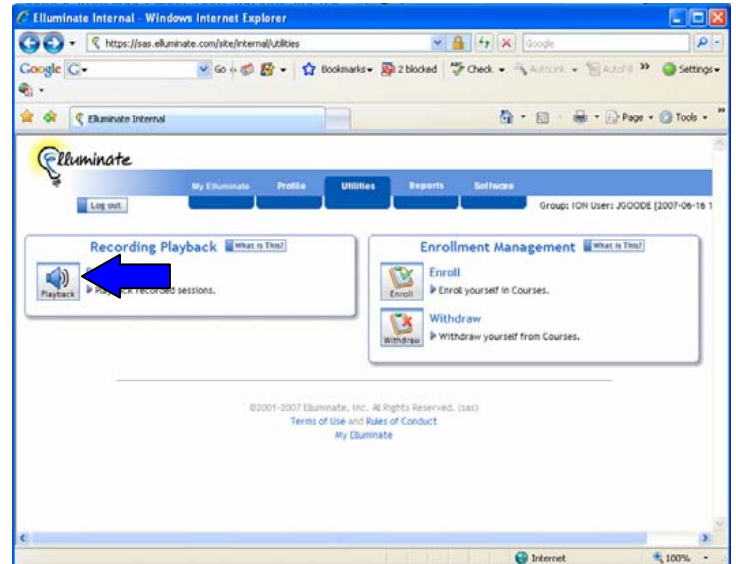 Elluminate Internal - Windows Internet Explorer
https://sas.elluminate.com/site/internal/utilities
Google
Google G Go Bookmarks 2 blocked Check AutoLink AutoFill Settings
Elluminate Internal Page Tools
Elluminate
My Elluminate Profile Utilities Reports Software
Log out Group: ION User: JGOODE [2007-06-16 1
Recording Playback What is This?
Playback
recorded sessions.
Enrollment Management What is This?
Enroll
Enroll Enroll yourself in Courses.
Withdraw
Withdraw Withdraw yourself from Courses.
©2001-2007 Elluminate, Inc. All Rights Reserved. (sas)
Terms of Use and Rules of Conduct
My Elluminate
Internet 100%